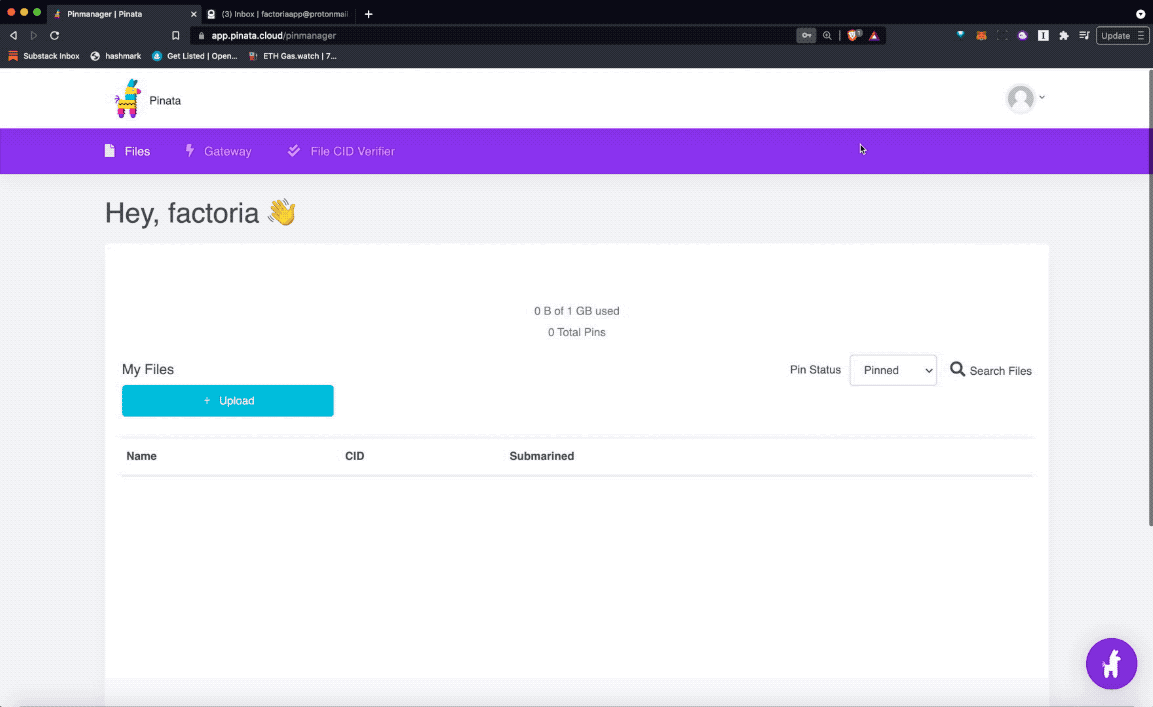 Pinmanager | Pinata
(3) Inbox | factoriaapp@protonmail
app.pinata.cloud/pinmanager
Update
Substack Inbox
hashmark
Get Listed | Open...
ETH Gas.watch | 7...
Pinata
Files
Gateway
File CID Verifier
Hey, factoria 👋
0 B of 1 GB used
0 Total Pins
My Files
Pin Status
Pinned
Search Files
+ Upload
Name
CID
Submarined